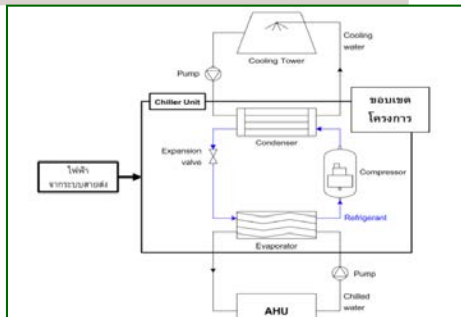 Cooling Tower
Cooling
water
Pump
Chiller Unit
ขอบเขต
โครงการ
Condenser
Expansion
valve
Compressor
ไฟฟ้า
จากระบบสายส่ง
Refrigerant
Evaporator
Pump
Chilled
water
AHU